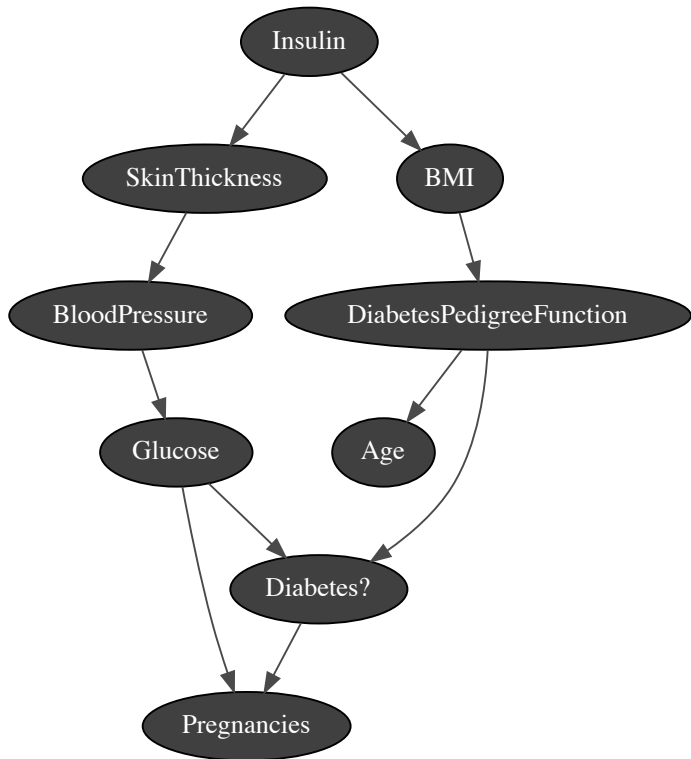 Insulin
SkinThickness
BMI
BloodPressure
DiabetesPedigreeFunction
Glucose
Age
Diabetes?
Pregnancies